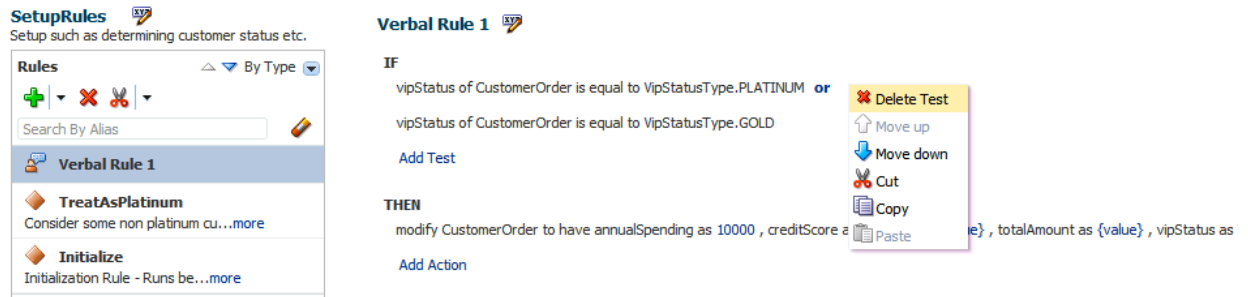 SetupRules
Setup such as determining customer status etc.
Rules
By Type
Search By Alias
Verbal Rule 1
TreatAsPlatinum
Consider some non platinum cu...more
Initialize
Initialization Rule - Runs be...more
Verbal Rule 1
IF
vipStatus of CustomerOrder is equal to VipStatusType.PLATINUM or
vipStatus of CustomerOrder is equal to VipStatusType.GOLD
Add Test
THEN
modify CustomerOrder to have annualSpending as 10000 , creditScore a e} , totalAmount as {value} , vipStatus as
Add Action
Delete Test
Move up
Move down
Cut
Copy
Paste